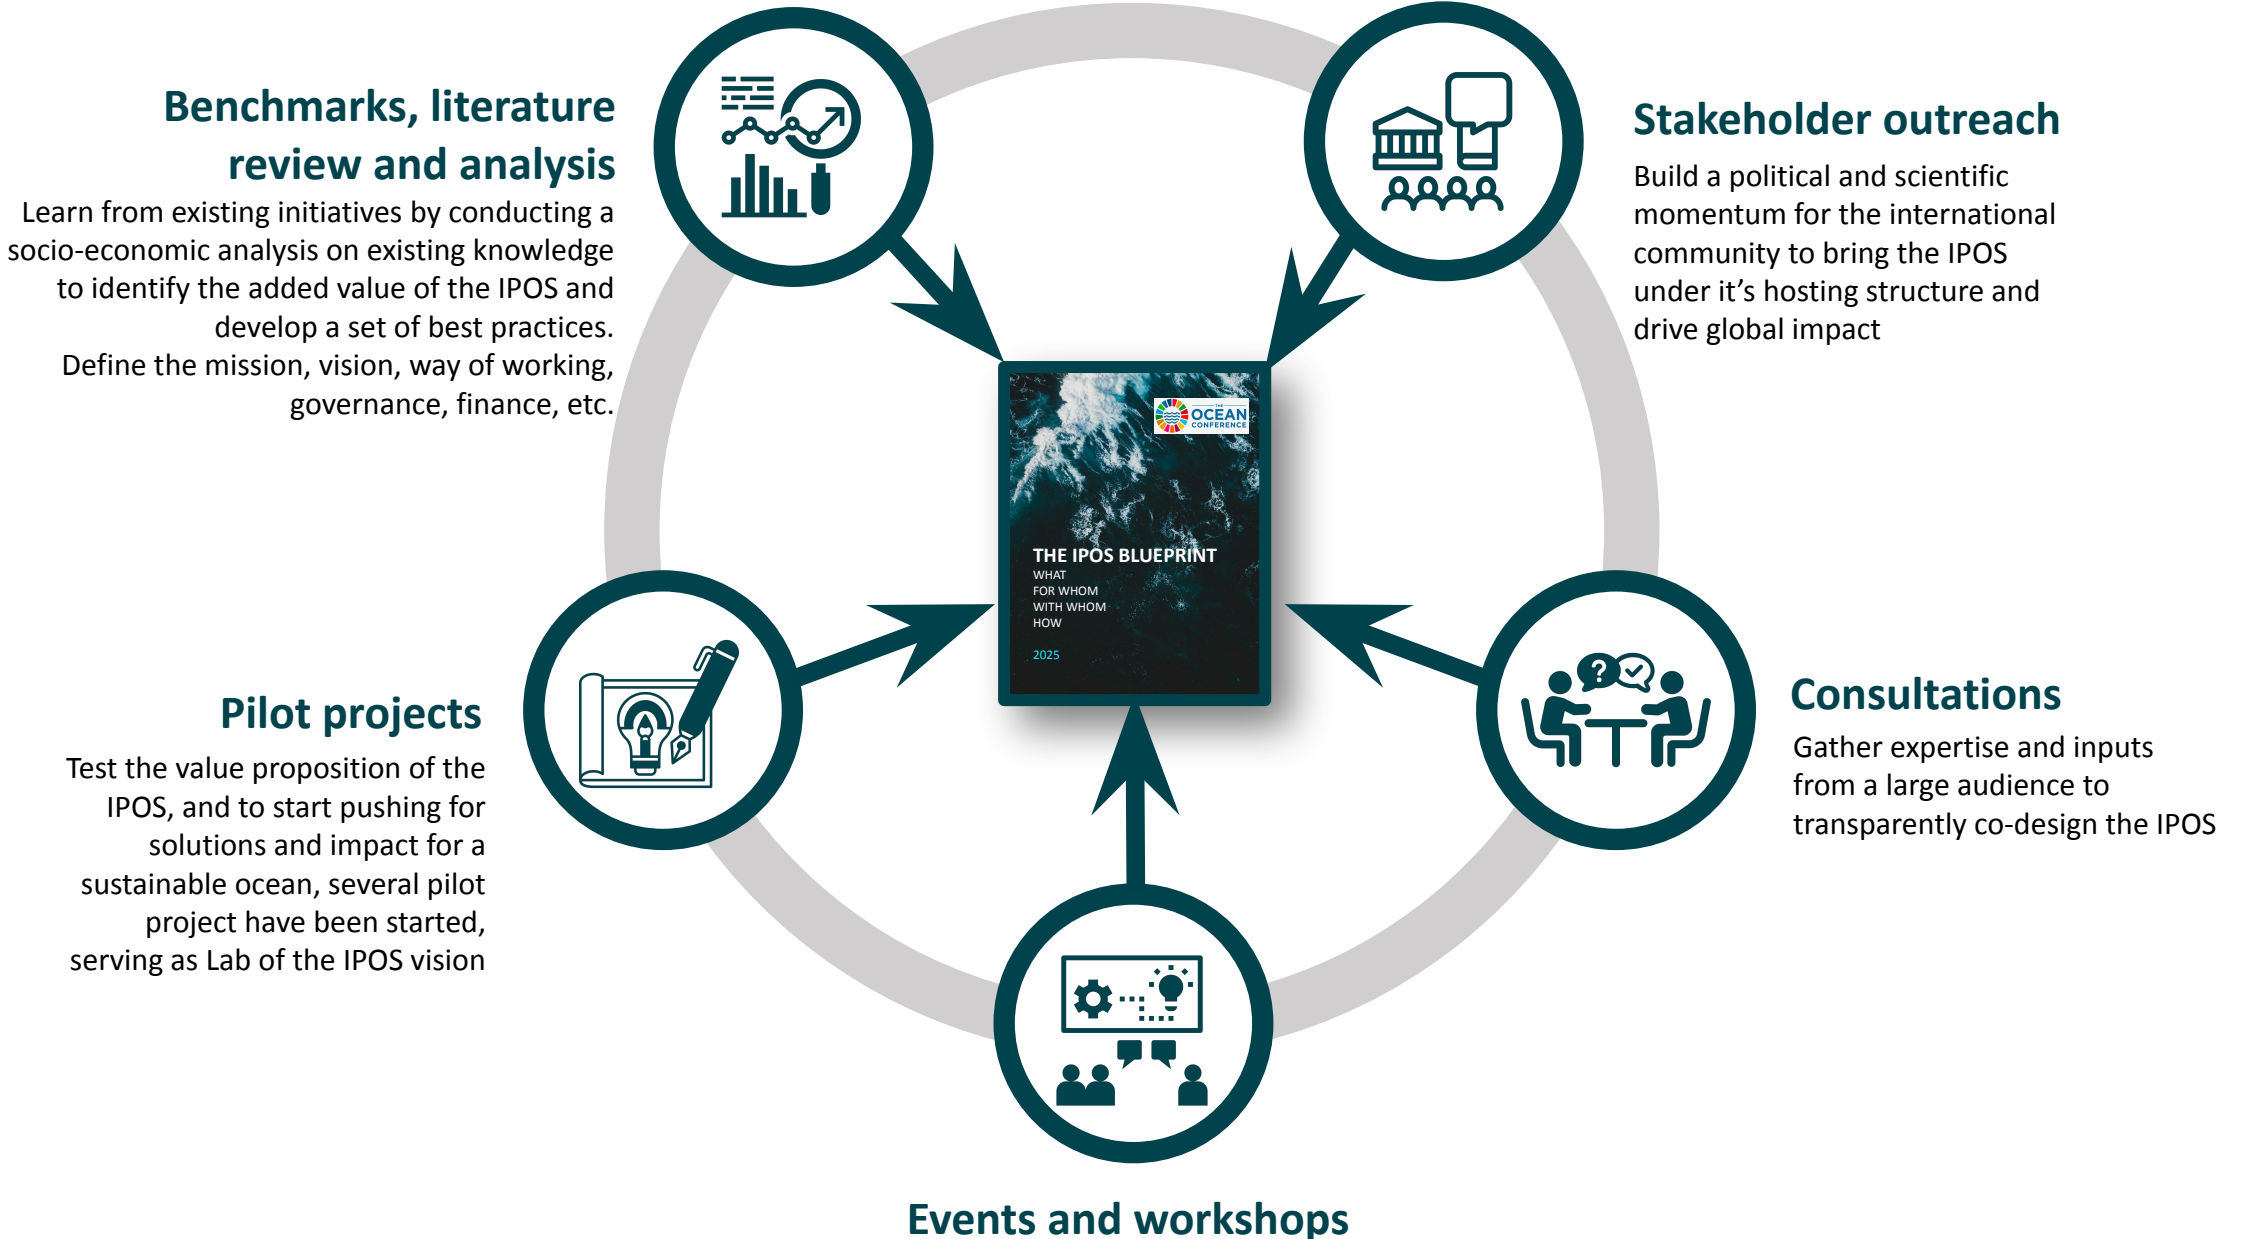 Benchmarks, literature
review and analysis
Learn from existing initiatives by conducting a
socio-economic analysis on existing knowledge
to identify the added value of the IPOS and
develop a set of best practices.
Define the mission, vision, way of working,
governance, finance, etc.
Stakeholder outreach
Build a political and scientific
momentum for the international
community to bring the IPOS
under it’s hosting structure and
drive global impact
THE
OCEAN
CONFERENCE
THE IPOS BLUEPRINT
WHAT
FOR WHOM
WITH WHOM
HOW
2025
Pilot projects
Test the value proposition of the
IPOS, and to start pushing for
solutions and impact for a
sustainable ocean, several pilot
project have been started,
serving as Lab of the IPOS vision
?
Consultations
Gather expertise and inputs
from a large audience to
transparently co-design the IPOS
Events and workshops